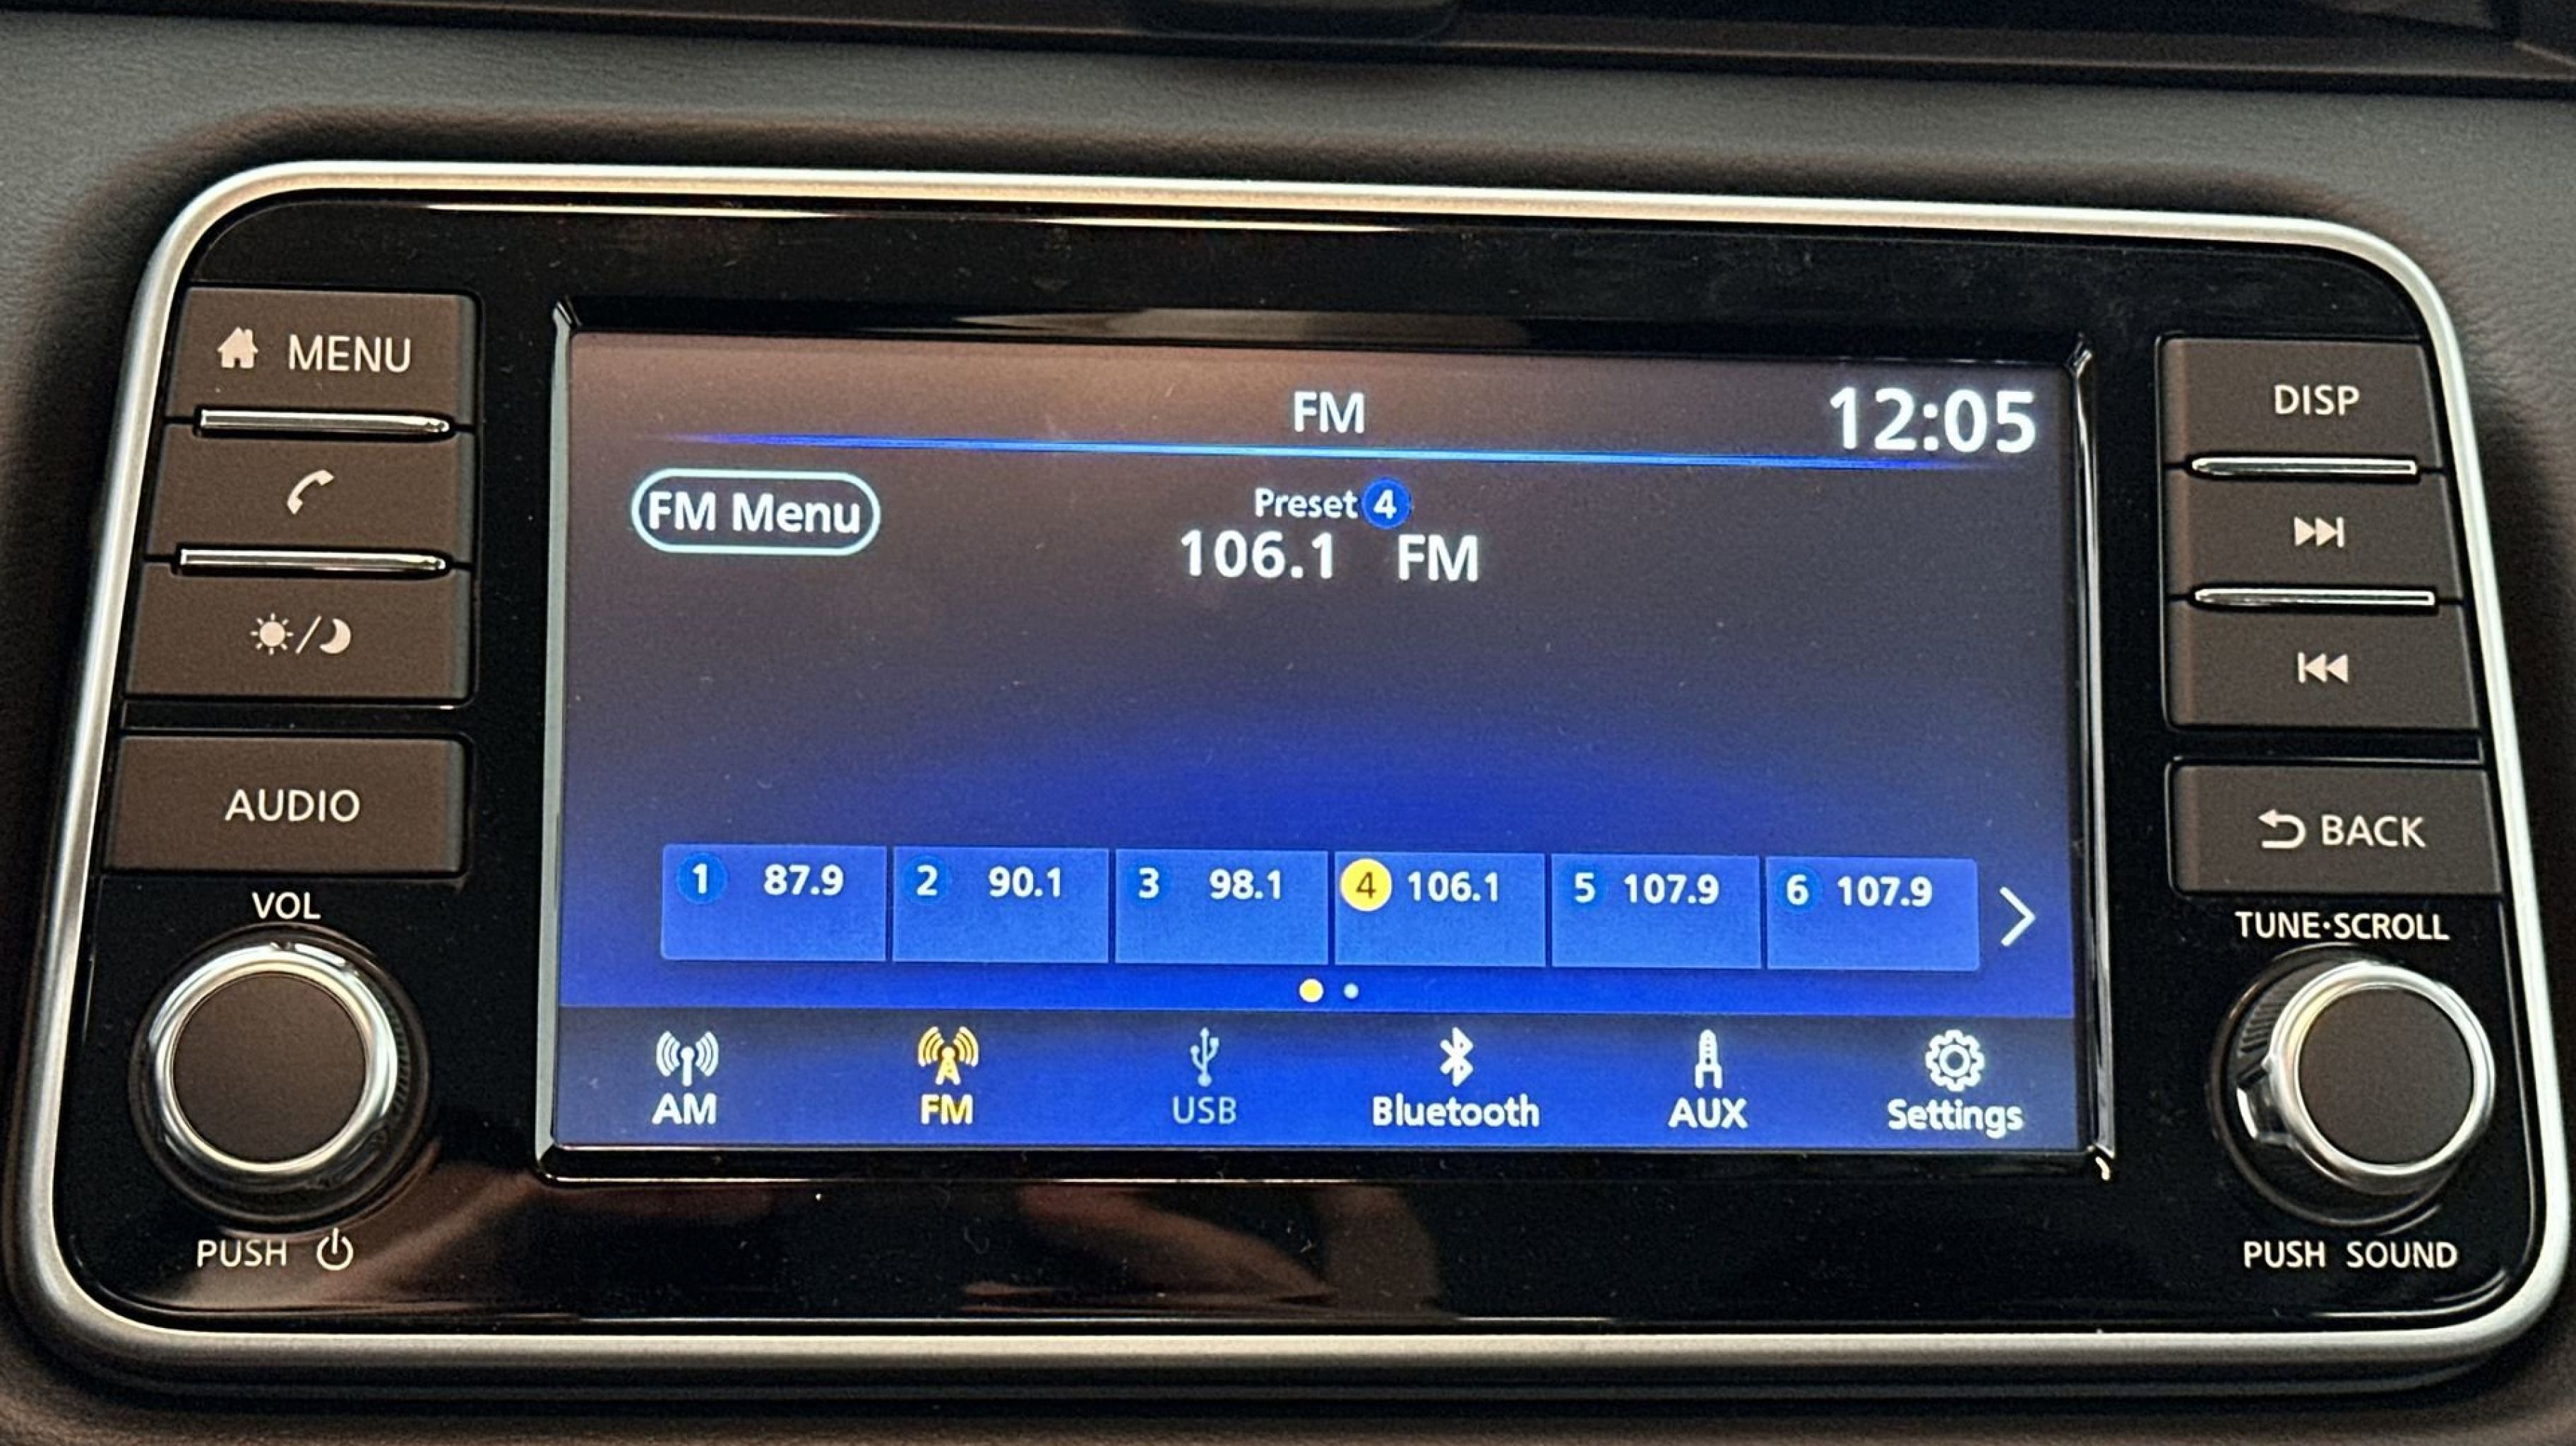 MENU
AUDIO
VOL
PUSH
FM
12:05
FM Menu
Preset 4
106.1 FM
1 87.9 2 90.1 3 98.1 4 106.1 5 107.9 6 107.9
AM FM USB Bluetooth AUX Settings
DISP
BACK
TUNE·SCROLL
PUSH SOUND